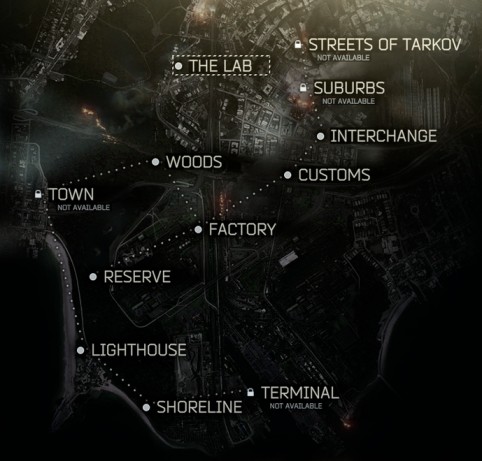 STREETS OF TARKOV
NOT AVAILABLE
THE LAB
SUBURBS
NOT AVAILABLE
INTERCHANGE
WOODS
CUSTOMS
TOWN
NOT AVAILABLE
FACTORY
RESERVE
LIGHTHOUSE
TERMINAL
NOT AVAILABLE
SHORELINE